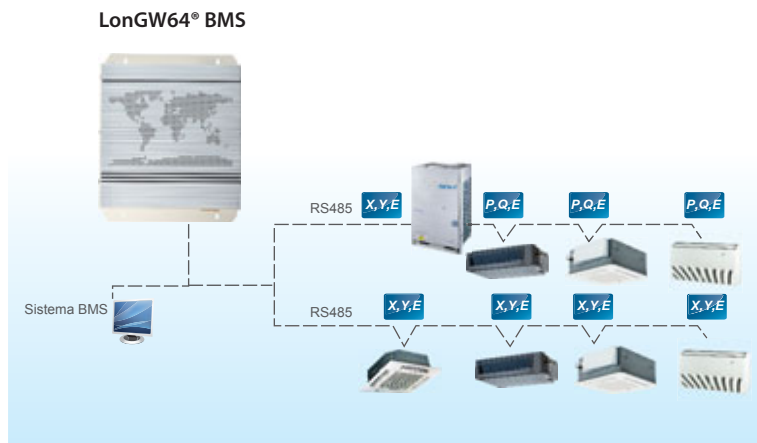 LonGW64® BMS
RS485
X,Y,E
P,Q,E
P,Q,E
P,Q,E
Sistema BMS
RS485
X,Y,E
X,Y,E
X,Y,E
X,Y,E